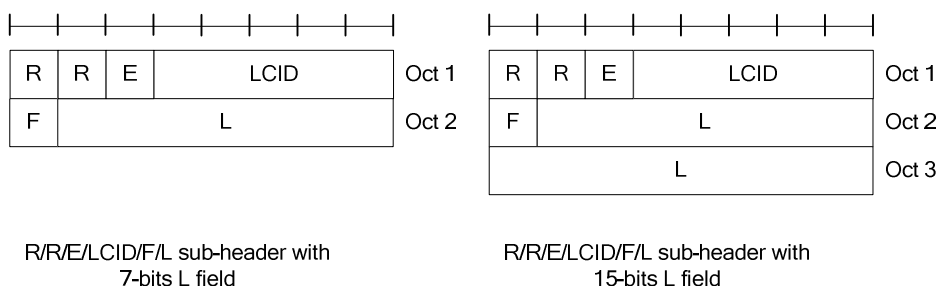 R R E LCID Oct 1
F L Oct 2
R/R/E/LCID/F/L sub-header with
7-bits L field
R R E LCID Oct 1
F L Oct 2
L Oct 3
R/R/E/LCID/F/L sub-header with
15-bits L field